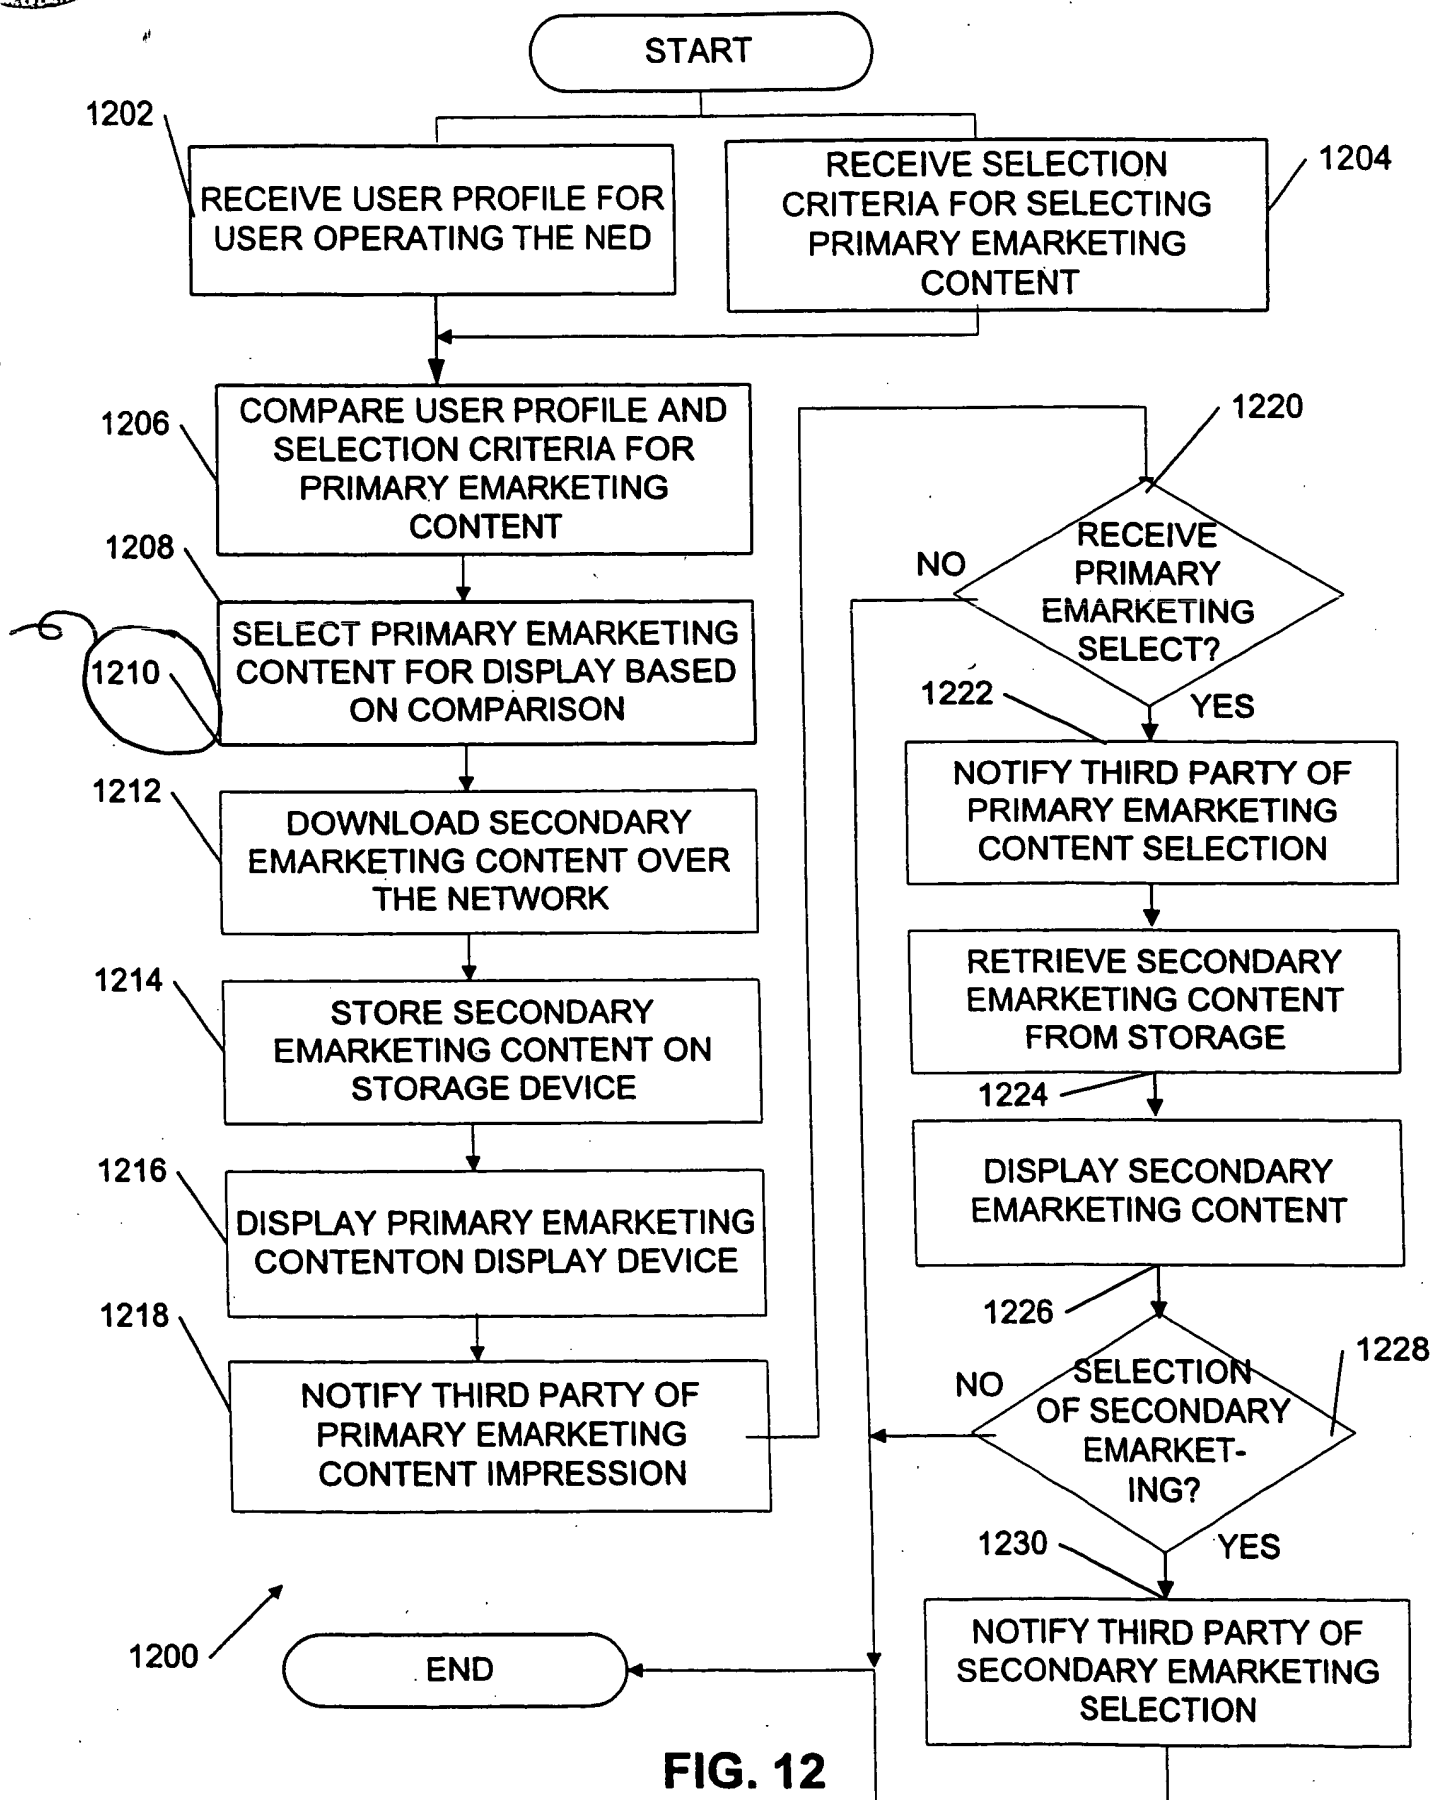 START
1202
RECEIVE USER PROFILE FOR
USER OPERATING THE NED
RECEIVE SELECTION
CRITERIA FOR SELECTING
PRIMARY EMARKETING
CONTENT
1204
1206
COMPARE USER PROFILE AND
SELECTION CRITERIA FOR
PRIMARY EMARKETING
CONTENT
1208
SELECT PRIMARY EMARKETING
CONTENT FOR DISPLAY BASED
ON COMPARISON
1210
1212
DOWNLOAD SECONDARY
EMARKETING CONTENT OVER
THE NETWORK
1214
STORE SECONDARY
EMARKETING CONTENT ON
STORAGE DEVICE
1216
DISPLAY PRIMARY EMARKETING
CONTENTON DISPLAY DEVICE
1218
NOTIFY THIRD PARTY OF
PRIMARY EMARKETING
CONTENT IMPRESSION
1220
RECEIVE
PRIMARY
EMARKETING
SELECT?
NO
YES
1222
NOTIFY THIRD PARTY OF
PRIMARY EMARKETING
CONTENT SELECTION
RETRIEVE SECONDARY
EMARKETING CONTENT
FROM STORAGE
1224
DISPLAY SECONDARY
EMARKETING CONTENT
1226
1228
SELECTION
OF SECONDARY
EMARKET-
ING?
NO
YES
1230
NOTIFY THIRD PARTY OF
SECONDARY EMARKETING
SELECTION
1200
END
FIG. 12